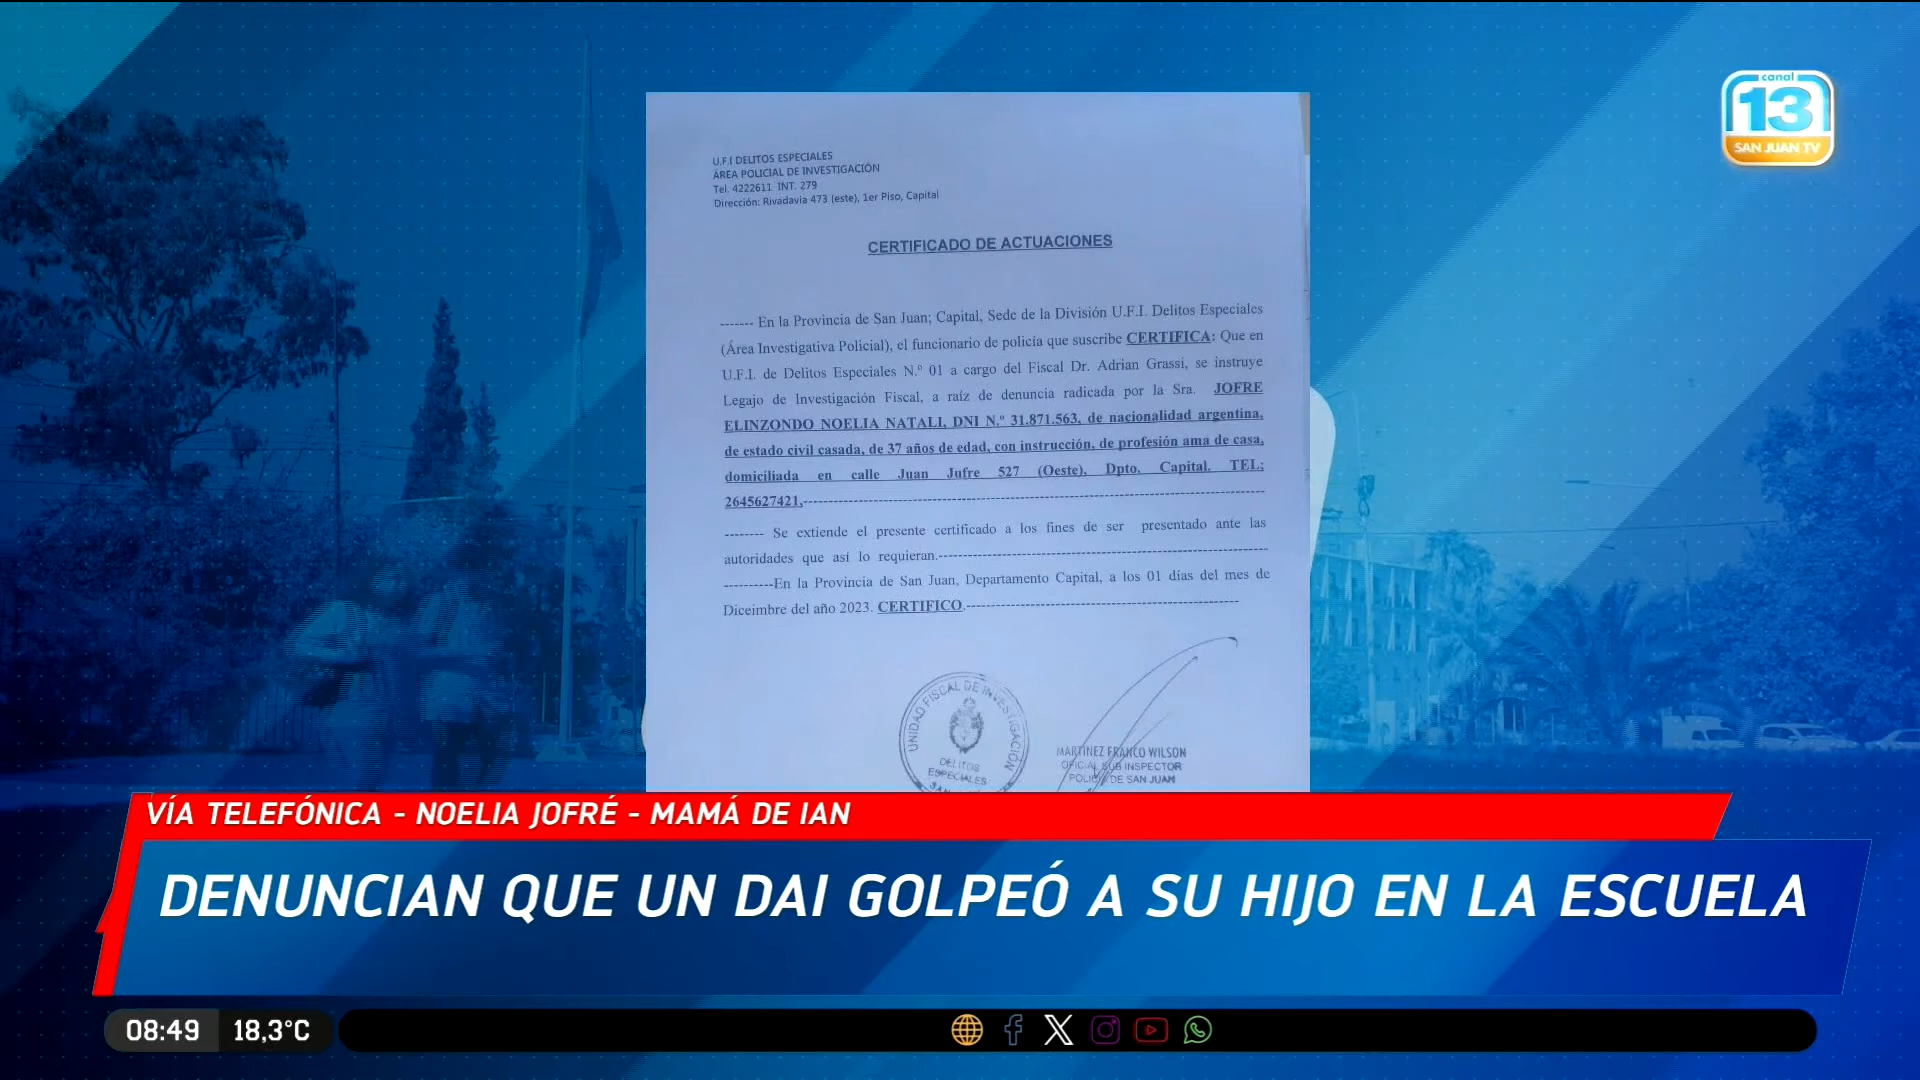 canal
13
SAN JUAN TV
U.F.I DELITOS ESPECIALES
ÁREA POLICIAL DE INVESTIGACIÓN
Tel. 4222611 INT. 279
Dirección: Rivadavia 473 (este), 1er Piso, Capital
CERTIFICADO DE ACTUACIONES
------- En la Provincia de San Juan; Capital, Sede de la División U.F.I. Delitos Especiales
(Área Investigativa Policial), el funcionario de policía que suscribe CERTIFICA: Que en
U.F.I. de Delitos Especiales N.º 01 a cargo del Fiscal Dr. Adrian Grassi, se instruye
Legajo de Investigación Fiscal, a raíz de denuncia radicada por la Sra. JOFRE
ELINZONDO NOELIA NATALI, DNI N.º 31.871.563, de nacionalidad argentina,
de estado civil casada, de 37 años de edad, con instrucción, de profesión ama de casa,
domiciliada en calle Juan Jufre 527 (Oeste), Dpto. Capital. TEL:
2645627421,-----------------------------------------------------------
-------- Se extiende el presente certificado a los fines de ser presentado ante las
autoridades que así lo requieran.-----------------------------------------------------------
----------En la Provincia de San Juan, Departamento Capital, a los 01 días del mes de
Diceimbre del año 2023. CERTIFICO.-----------------------------------------------------------
UNIDAD FISCAL DE INVESTIGACIÓN
DELITOS
ESPECIALES
MARTINEZ FRANCO WILSON
OFICIAL SUB INSPECTOR
POLICIA DE SAN JUAN
VÍA TELEFÓNICA - NOELIA JOFRÉ - MAMÁ DE IAN
DENUNCIAN QUE UN DAI GOLPEÓ A SU HIJO EN LA ESCUELA
08:49 18,3°C